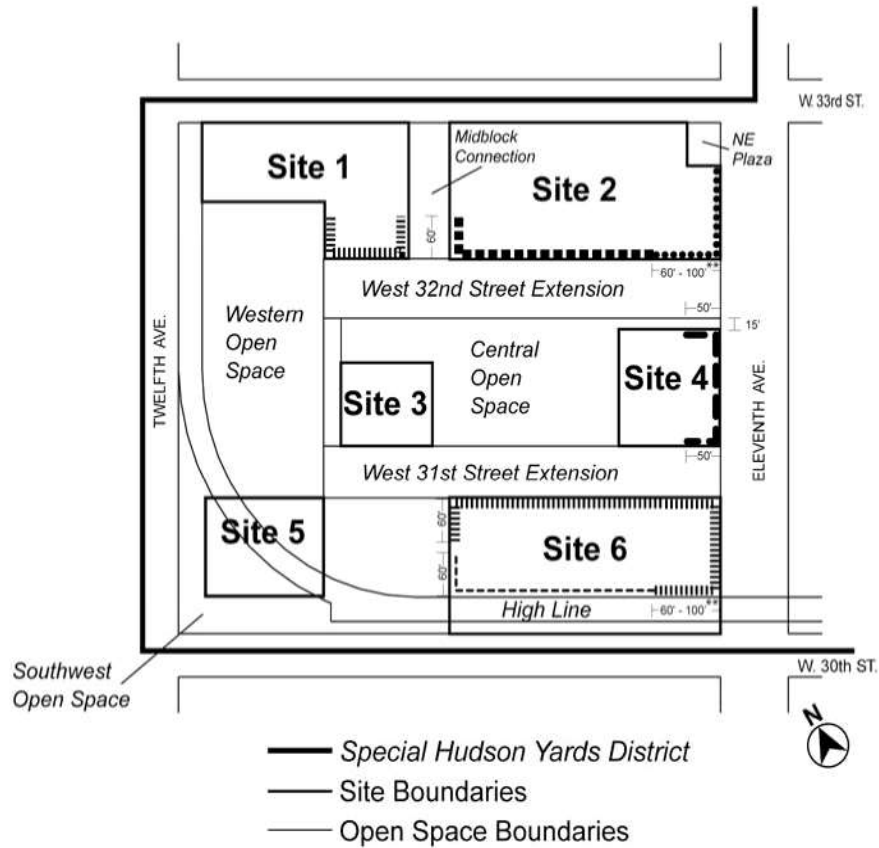 W. 33rd ST.
Midblock
Connection
NE
Plaza
Site 1
Site 2
60'
60' - 100'**
West 32nd Street Extension
50'
15'
Western
Open
Space
Central
Open
Space
TWELFTH AVE.
Site 3
Site 4
ELEVENTH AVE.
50'
West 31st Street Extension
60'
Site 5
Site 6
60'
High Line
60' - 100'**
Southwest
Open Space
W. 30th ST.
N
Special Hudson Yards District
Site Boundaries
Open Space Boundaries